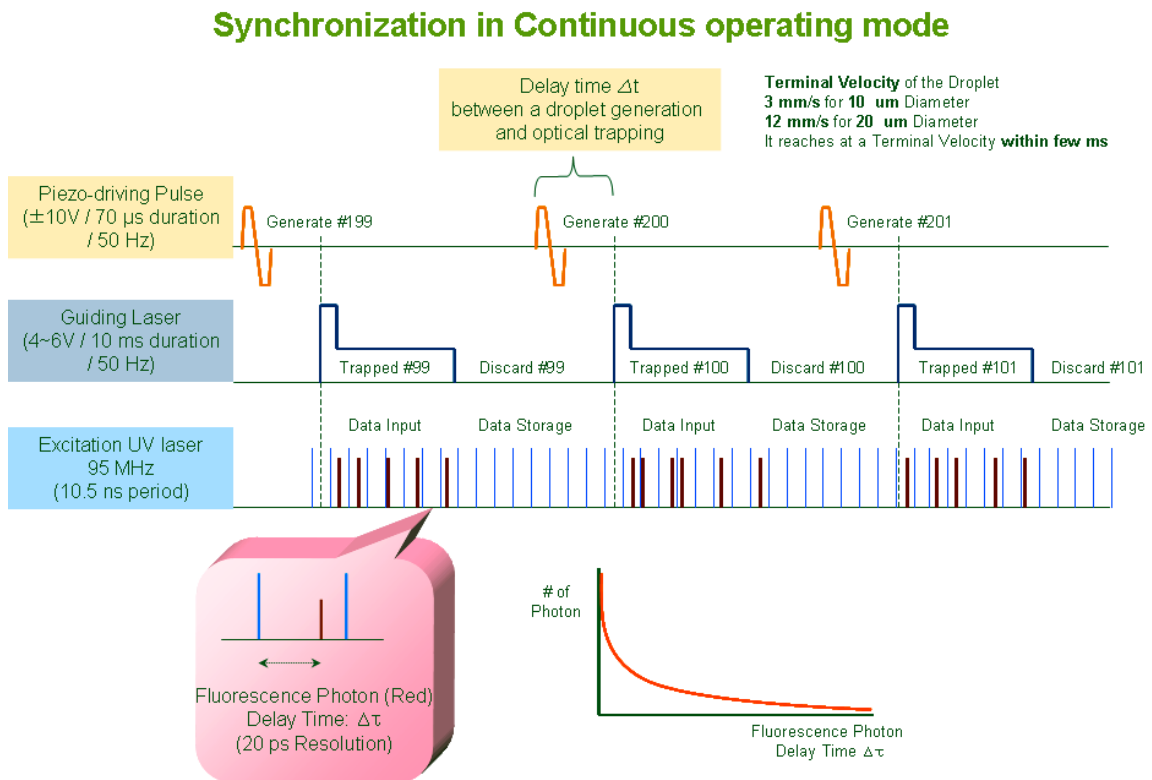 Synchronization in Continuous operating mode
Delay time Δt
between a droplet generation
and optical trapping
Terminal Velocity of the Droplet
3 mm/s for 10 um Diameter
12 mm/s for 20 um Diameter
It reaches at a Terminal Velocity within few ms
Piezo-driving Pulse
(±10V / 70 µs duration
/ 50 Hz)
Generate #199
Generate #200
Generate #201
Guiding Laser
(4~6V / 10 ms duration
/ 50 Hz)
Trapped #99
Discard #99
Trapped #100
Discard #100
Trapped #101
Discard #101
Excitation UV laser
95 MHz
(10.5 ns period)
Data Input
Data Storage
Data Input
Data Storage
Data Input
Data Storage
Fluorescence Photon (Red)
Delay Time: Δτ
(20 ps Resolution)
# of
Photon
Fluorescence Photon
Delay Time Δτ